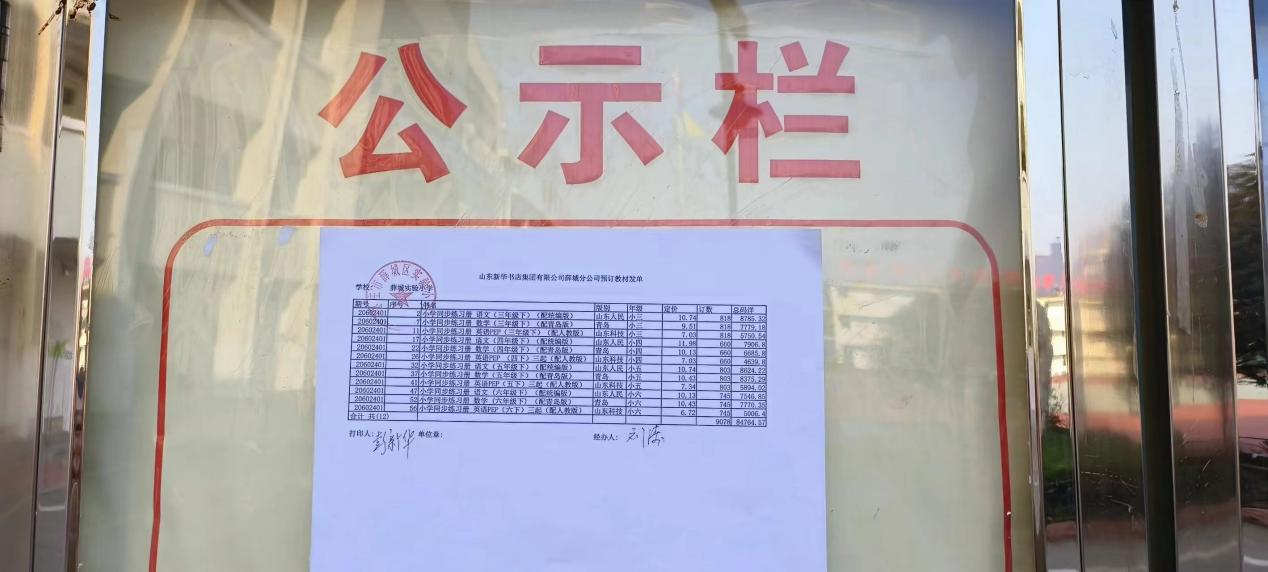 公示栏
山东新华书店集团有限公司薛城分公司预订教材发单
学校: 薛城实验小学
期号 序号 书名 版别 年级 定价 订数 总码洋
20602401 2 小学同步练习册 语文(三年级下)(配统编版) 山东人民 小三 10.74 818 8785.32
20602401 7 小学同步练习册 数学(三年级下)(配青岛版) 青岛 小三 9.51 818 7779.18
20602401 11 小学同步练习册 英语PEP(三年级下)(配人教版) 山东科技 小三 7.03 818 5750.54
20602401 17 小学同步练习册 语文(四年级下)(配统编版) 山东人民 小四 11.98 660 7906.8
20602401 22 小学同步练习册 数学(四年级下)(配青岛版) 青岛 小四 10.13 660 6685.8
20602401 26 小学同步练习册 英语PEP (四下)三起(配人教版) 山东科技 小四 7.03 660 4639.8
20602401 32 小学同步练习册 语文(五年级下)(配统编版) 山东人民 小五 10.74 803 8624.22
20602401 37 小学同步练习册 数学(五年级下)(配青岛版) 青岛 小五 10.43 803 8375.29
20602401 41 小学同步练习册 英语PEP(五下)三起(配人教版) 山东科技 小五 7.34 803 5894.02
20602401 47 小学同步练习册 语文(六年级下)(配统编版) 山东人民 小六 10.13 745 7546.85
20602401 52 小学同步练习册 数学(六年级下)(配青岛版) 青岛 小六 10.43 745 7770.35
20602401 56 小学同步练习册 英语PEP(六下)三起(配人教版) 山东科技 小六 6.72 745 5006.4
合计 共(12) 9078 84764.57
打印人: 彭新华 单位章: 经办人: